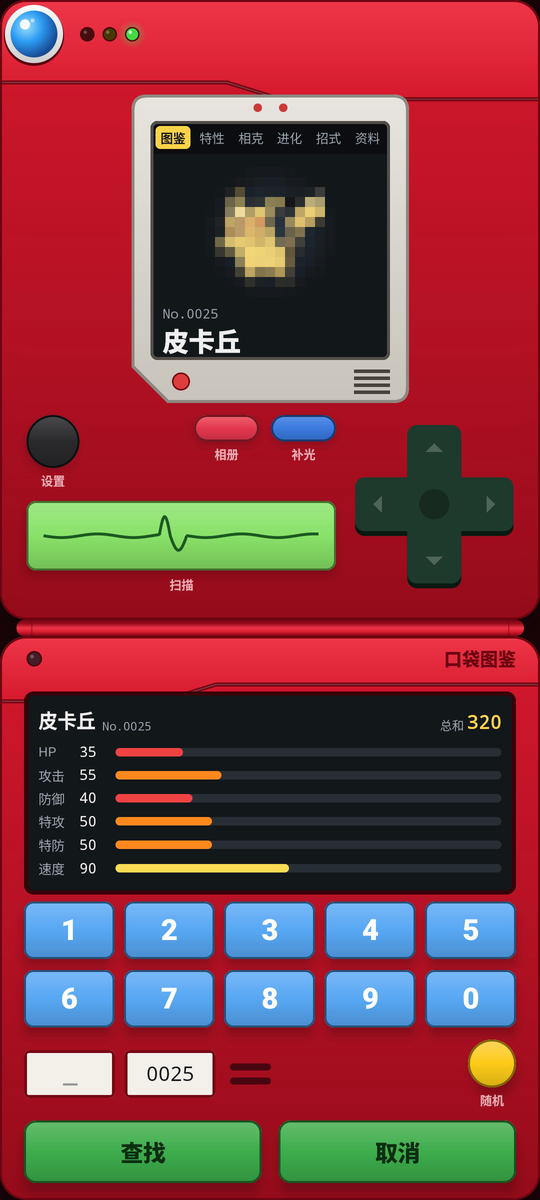 图鉴 特性 相克 进化 招式 资料
No.0025
皮卡丘
相册 补光
设置
扫描
口袋图鉴
皮卡丘 No.0025 总和 320
HP 35
攻击 55
防御 40
特攻 50
特防 50
速度 90
1 2 3 4 5
6 7 8 9 0
_ 0025
随机
查找 取消